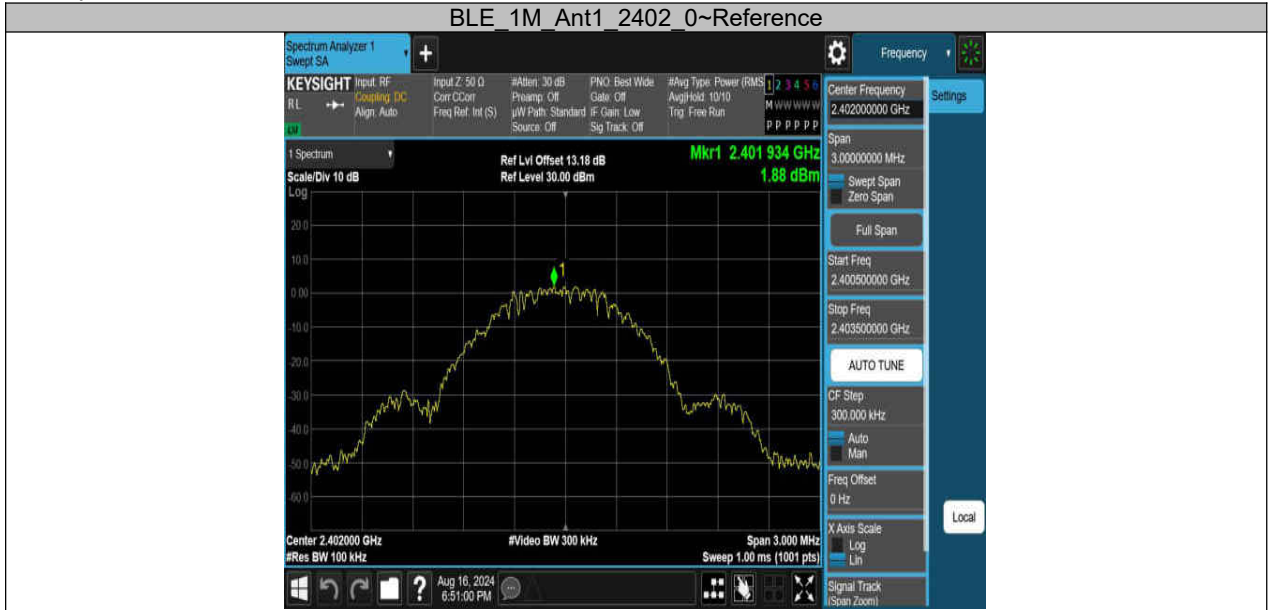 BLE_1M_Ant1_2402_0~Reference
Spectrum Analyzer 1
Swept SA
+
Frequency
KEYSIGHT
RL
Input: RF
Coupling: DC
Align: Auto
Input Z: 50 Ω
Corr CCorr
Freq Ref: Int (S)
#Atten: 30 dB
Preamp: Off
µW Path: Standard
Source: Off
PNO: Best Wide
Gate: Off
IF Gain: Low
Sig Track: Off
#Avg Type: Power (RMS
Avg|Hold: 10/10
Trig: Free Run
1 2 3 4 5 6
M W W W W W
P P P P P P
1 Spectrum
Scale/Div 10 dB
Ref Lvl Offset 13.18 dB
Ref Level 30.00 dBm
Mkr1 2.401 934 GHz
1.88 dBm
Log
20.0
10.0
0.00
-10.0
-20.0
-30.0
-40.0
-50.0
-60.0
1
Center 2.402000 GHz
#Res BW 100 kHz
#Video BW 300 kHz
Span 3.000 MHz
Sweep 1.00 ms (1001 pts)
Aug 16, 2024
6:51:00 PM
?
Center Frequency
2.402000000 GHz
Settings
Span
3.00000000 MHz
Swept Span
Zero Span
Full Span
Start Freq
2.400500000 GHz
Stop Freq
2.403500000 GHz
AUTO TUNE
CF Step
300.000 kHz
Auto
Man
Freq Offset
0 Hz
X Axis Scale
Log
Lin
Local
Signal Track
(Span Zoom)